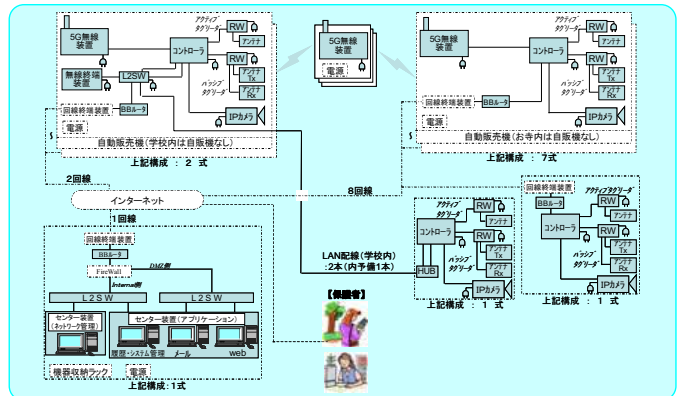 5G無線
装置
コントローラ
アクティブ
タグリーダ
RW
アンテナ
RW
アンテナ
Tx
アンテナ
Rx
パッシブ
タグリーダ
無線終端
装置
L2SW
回線終端装置
BBルータ
IPカメラ
電源
自動販売機(学校内は自販機なし)
上記構成 : 2 式
5G無線
装置
電源
5G無線
装置
コントローラ
アクティブ
タグリーダ
RW
アンテナ
RW
アンテナ
Tx
アンテナ
Rx
パッシブ
タグリーダ
回線終端装置
BBルータ
IPカメラ
電源
自動販売機(お寺内は自販機なし)
上記構成 : 7式
2回線
インターネット
8回線
1回線
回線終端装置
BBルータ
FireWall
DMZ側
Internal側
L2SW
L2SW
センター装置
(ネットワーク管理)
センター装置(アプリケーション)
履歴・システム管理
メール
web
機器収納ラック
電源
上記構成:1式
LAN配線(学校内)
:2本(内予備1本)
【保護者】
アクティブ
タグリーダ
RW
アンテナ
コントローラ
RW
アンテナ
Tx
アンテナ
Rx
パッシブ
タグリーダ
HUB
IPカメラ
上記構成 : 1 式
回線終端装置
BBルータ
アクティブタグリーダ
RW
アンテナ
コントローラ
RW
アンテナ
Tx
アンテナ
Rx
パッシブ
タグリーダ
IPカメラ
上記構成 : 1 式